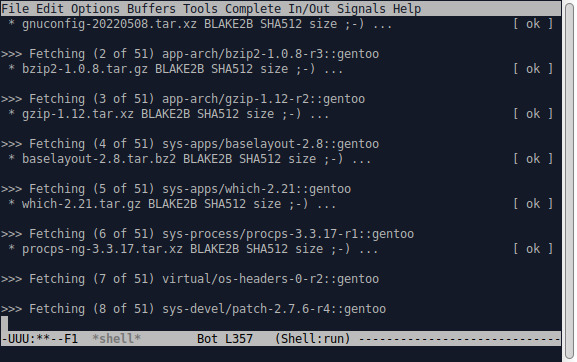 File Edit Options Buffers Tools Complete In/Out Signals Help
 * gnuconfig-20220508.tar.xz BLAKE2B SHA512 size ;-) ...                [ ok ]
>>> Fetching (2 of 51) app-arch/bzip2-1.0.8-r3::gentoo
 * bzip2-1.0.8.tar.gz BLAKE2B SHA512 size ;-) ...                       [ ok ]
>>> Fetching (3 of 51) app-arch/gzip-1.12-r2::gentoo
 * gzip-1.12.tar.xz BLAKE2B SHA512 size ;-) ...                         [ ok ]
>>> Fetching (4 of 51) sys-apps/baselayout-2.8::gentoo
 * baselayout-2.8.tar.bz2 BLAKE2B SHA512 size ;-) ...                   [ ok ]
>>> Fetching (5 of 51) sys-apps/which-2.21::gentoo
 * which-2.21.tar.gz BLAKE2B SHA512 size ;-) ...                        [ ok ]
>>> Fetching (6 of 51) sys-process/procps-3.3.17-r1::gentoo
 * procps-ng-3.3.17.tar.xz BLAKE2B SHA512 size ;-) ...                  [ ok ]
>>> Fetching (7 of 51) virtual/os-headers-0-r2::gentoo
>>> Fetching (8 of 51) sys-devel/patch-2.7.6-r4::gentoo
-UUU:**--F1  *shell*        Bot L357   (Shell:run) -----------------------------